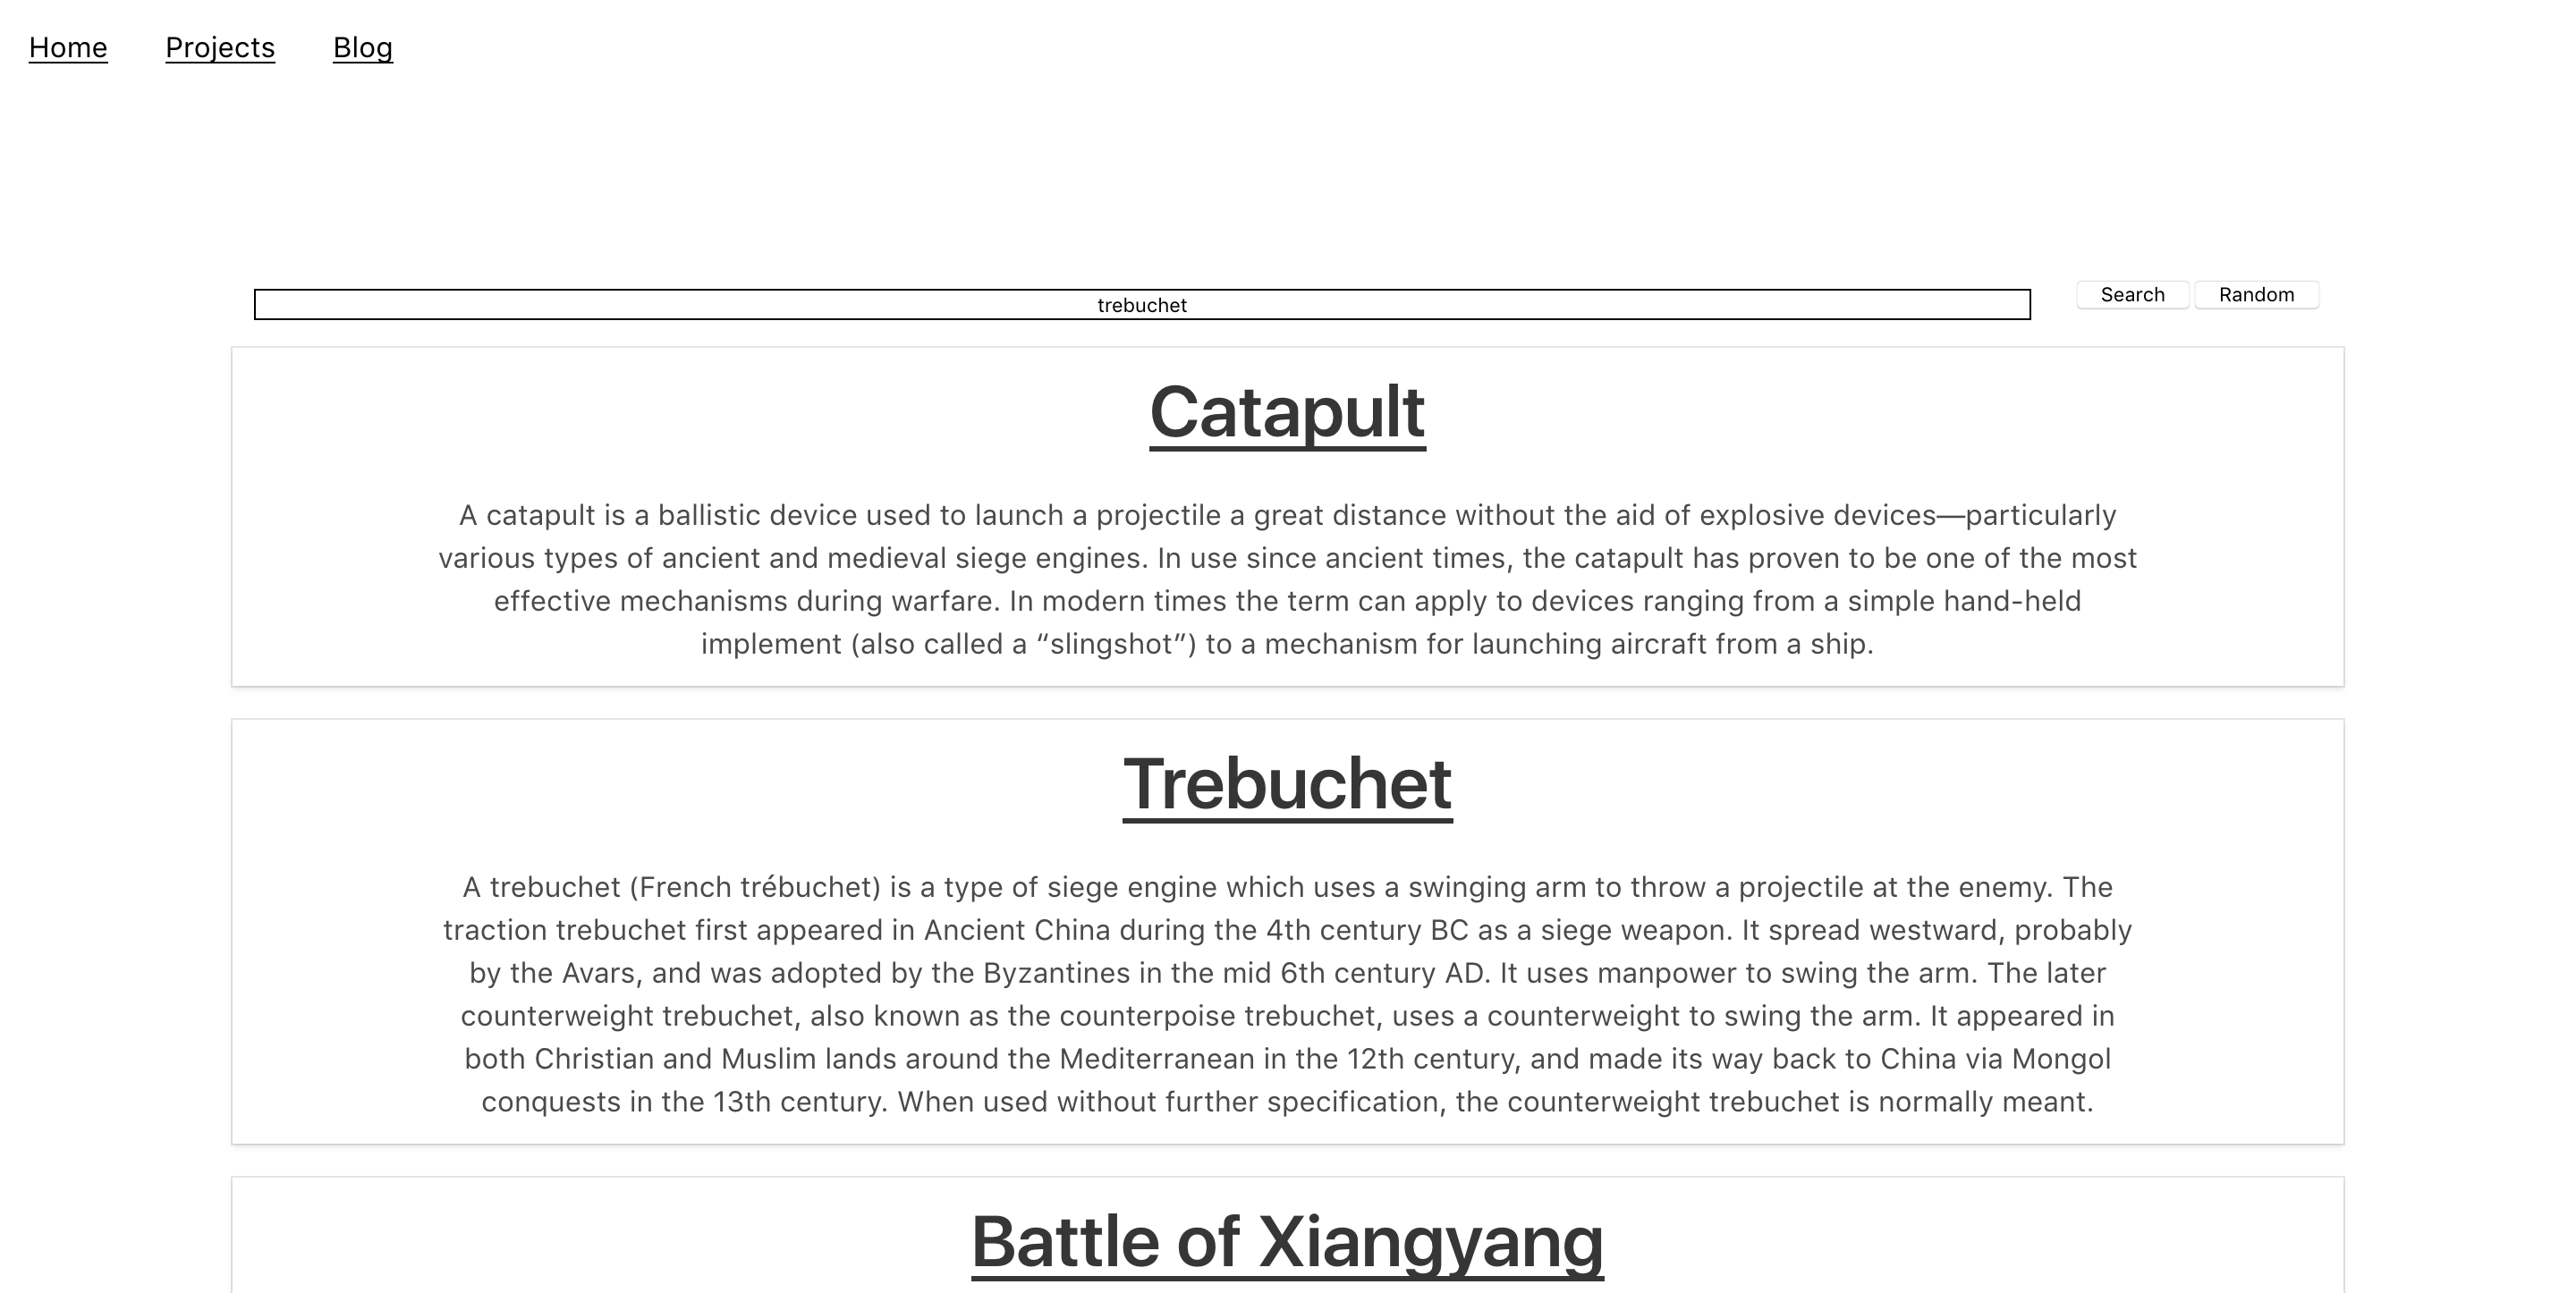 Home Projects Blog
trebuchet Search Random
Catapult
A catapult is a ballistic device used to launch a projectile a great distance without the aid of explosive devices—particularly
various types of ancient and medieval siege engines. In use since ancient times, the catapult has proven to be one of the most
effective mechanisms during warfare. In modern times the term can apply to devices ranging from a simple hand-held
implement (also called a “slingshot”) to a mechanism for launching aircraft from a ship.
Trebuchet
A trebuchet (French trébuchet) is a type of siege engine which uses a swinging arm to throw a projectile at the enemy. The
traction trebuchet first appeared in Ancient China during the 4th century BC as a siege weapon. It spread westward, probably
by the Avars, and was adopted by the Byzantines in the mid 6th century AD. It uses manpower to swing the arm. The later
counterweight trebuchet, also known as the counterpoise trebuchet, uses a counterweight to swing the arm. It appeared in
both Christian and Muslim lands around the Mediterranean in the 12th century, and made its way back to China via Mongol
conquests in the 13th century. When used without further specification, the counterweight trebuchet is normally meant.
Battle of Xiangyang